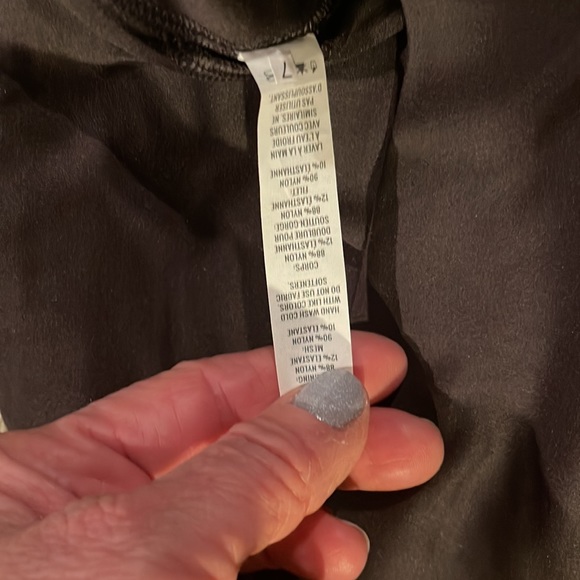 88% NYLON
12% ELASTANE
MESH:
90% NYLON
10% ELASTANE
HAND WASH COLD
WITH LIKE COLORS.
DO NOT USE FABRIC
SOFTENERS.
CORPS:
88% NYLON
12% ÉLASTHANNE
DOUBLURE POUR
SOUTIEN GORGE:
88% NYLON
12% ÉLASTHANNE
FILET:
90% NYLON
10% ÉLASTHANNE
LAVER À LA MAIN
À L'EAU FROIDE
AVEC COULEURS
SIMILAIRES. NE
PAS UTILISER
D'ASSOUPLISSANT.